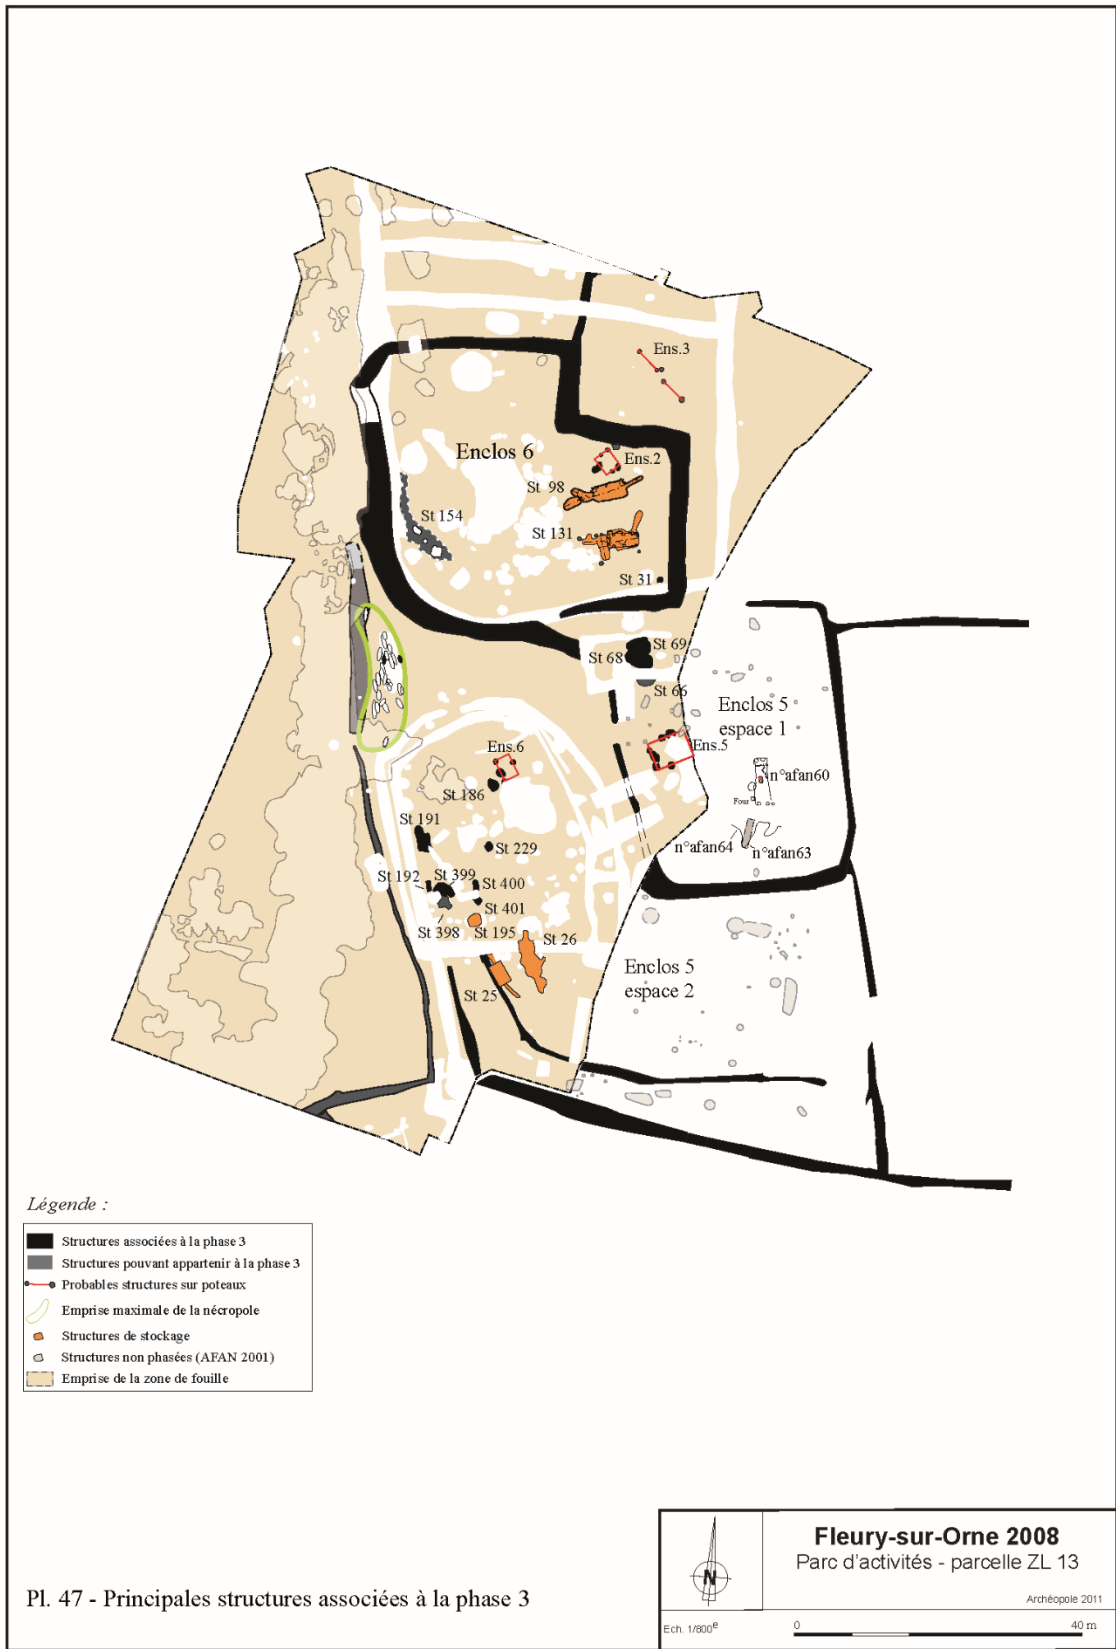 Ens.3
Enclos 6
Ens.2
St 98
St 154
St 131
St 31
St 69
St 68
St 66
Enclos 5
espace 1
Ens.5
Ens.6
n°afan60
St 186
Four
St 191
n°afan64
n°afan63
St 229
St 192
St 399
St 400
St 401
St 398
St 195
St 26
Enclos 5
espace 2
St 25
Légende :
Structures associées à la phase 3
Structures pouvant appartenir à la phase 3
Probables structures sur poteaux
Emprise maximale de la nécropole
Structures de stockage
Structures non phasées (AFAN 2001)
Emprise de la zone de fouille
Pl. 47 - Principales structures associées à la phase 3
N
Fleury-sur-Orne 2008
Parc d'activités - parcelle ZL 13
Archéopole 2011
Ech. 1/800e
0 40 m